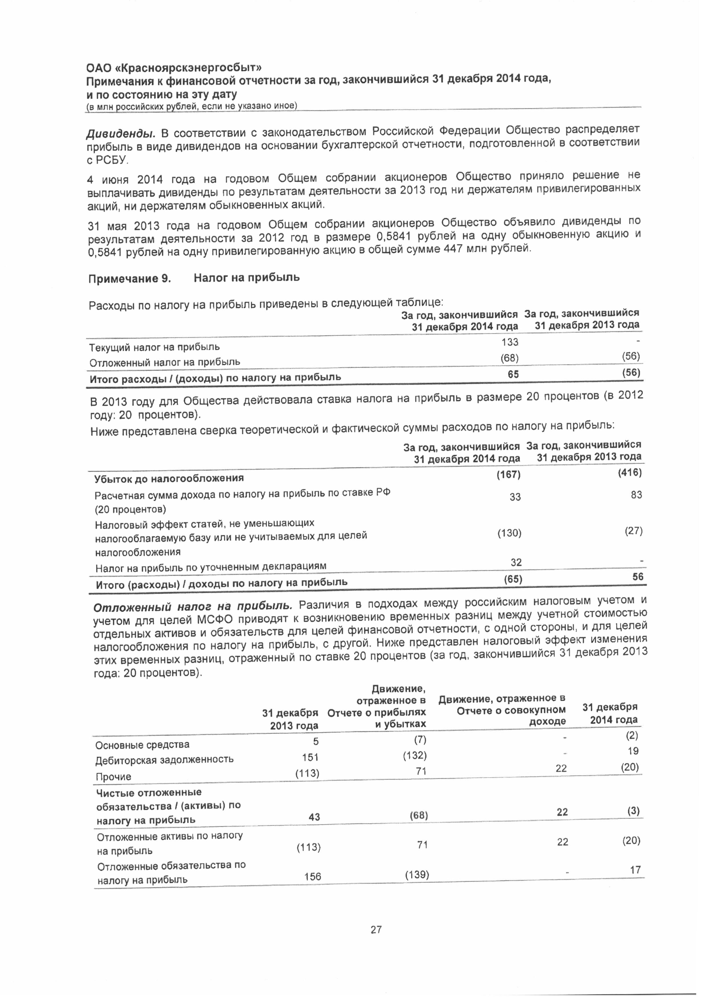 ОАО «Красноярскэнергосбыт»
Примечания к финансовой отчетности за год, закончившийся 31 декабря 2014 года,
и по состоянию на эту дату
(в млн российских рублей, если не указано иное)
Дивиденды. В соответствии с законодательством Российской Федерации Общество распределяет
прибыль в виде дивидендов на основании бухгалтерской отчетности, подготовленной в соответствии
с РСБУ.
4 июня 2014 года на годовом Общем собрании акционеров Общество приняло решение не
выплачивать дивиденды по результатам деятельности за 2013 год ни держателям привилегированных
акций, ни держателям обыкновенных акций.
31 мая 2013 года на годовом Общем собрании акционеров Общество объявило дивиденды по
результатам деятельности за 2012 год в размере 0,5841 рублей на одну обыкновенную акцию и
0,5841 рублей на одну привилегированную акцию в общей сумме 447 млн рублей.
Примечание 9. Налог на прибыль
Расходы по налогу на прибыль приведены в следующей таблице:
За год, закончившийся За год, закончившийся
31 декабря 2014 года 31 декабря 2013 года
Текущий налог на прибыль 133 -
Отложенный налог на прибыль (68) (56)
Итого расходы / (доходы) по налогу на прибыль 65 (56)
В 2013 году для Общества действовала ставка налога на прибыль в размере 20 процентов (в 2012
году: 20 процентов).
Ниже представлена сверка теоретической и фактической суммы расходов по налогу на прибыль:
За год, закончившийся За год, закончившийся
31 декабря 2014 года 31 декабря 2013 года
Убыток до налогообложения (167) (416)
Расчетная сумма дохода по налогу на прибыль по ставке РФ 33 83
(20 процентов)
Налоговый эффект статей, не уменьшающих
налогооблагаемую базу или не учитываемых для целей (130) (27)
налогообложения
Налог на прибыль по уточненным декларациям 32 -
Итого (расходы) / доходы по налогу на прибыль (65) 56
Отложенный налог на прибыль. Различия в подходах между российским налоговым учетом и
учетом для целей МСФО приводят к возникновению временных разниц между учетной стоимостью
отдельных активов и обязательств для целей финансовой отчетности, с одной стороны, и для целей
налогообложения по налогу на прибыль, с другой. Ниже представлен налоговый эффект изменения
этих временных разниц, отраженный по ставке 20 процентов (за год, закончившийся 31 декабря 2013
года: 20 процентов).
Движение,
отраженное в Движение, отраженное в
31 декабря Отчете о прибылях Отчете о совокупном 31 декабря
2013 года и убытках доходе 2014 года
Основные средства 5 (7) - (2)
Дебиторская задолженность 151 (132) - 19
Прочие (113) 71 22 (20)
Чистые отложенные
обязательства / (активы) по
налогу на прибыль 43 (68) 22 (3)
Отложенные активы по налогу
на прибыль (113) 71 22 (20)
Отложенные обязательства по
налогу на прибыль 156 (139) - 17
27